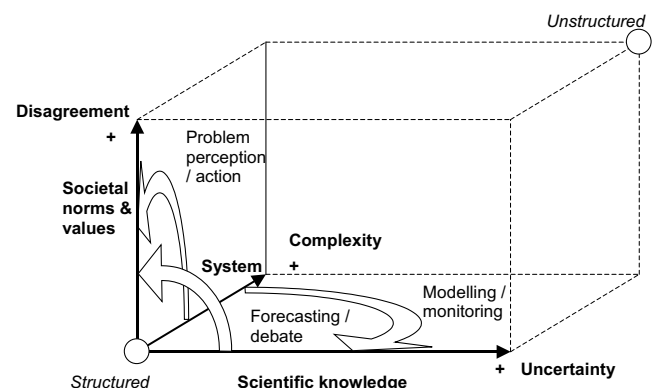 Unstructured
Disagreement
+
Problem
perception
/ action
Societal
norms &
values
Complexity
+
System
Modelling /
monitoring
Forecasting /
debate
+ Uncertainty
Structured
Scientific knowledge